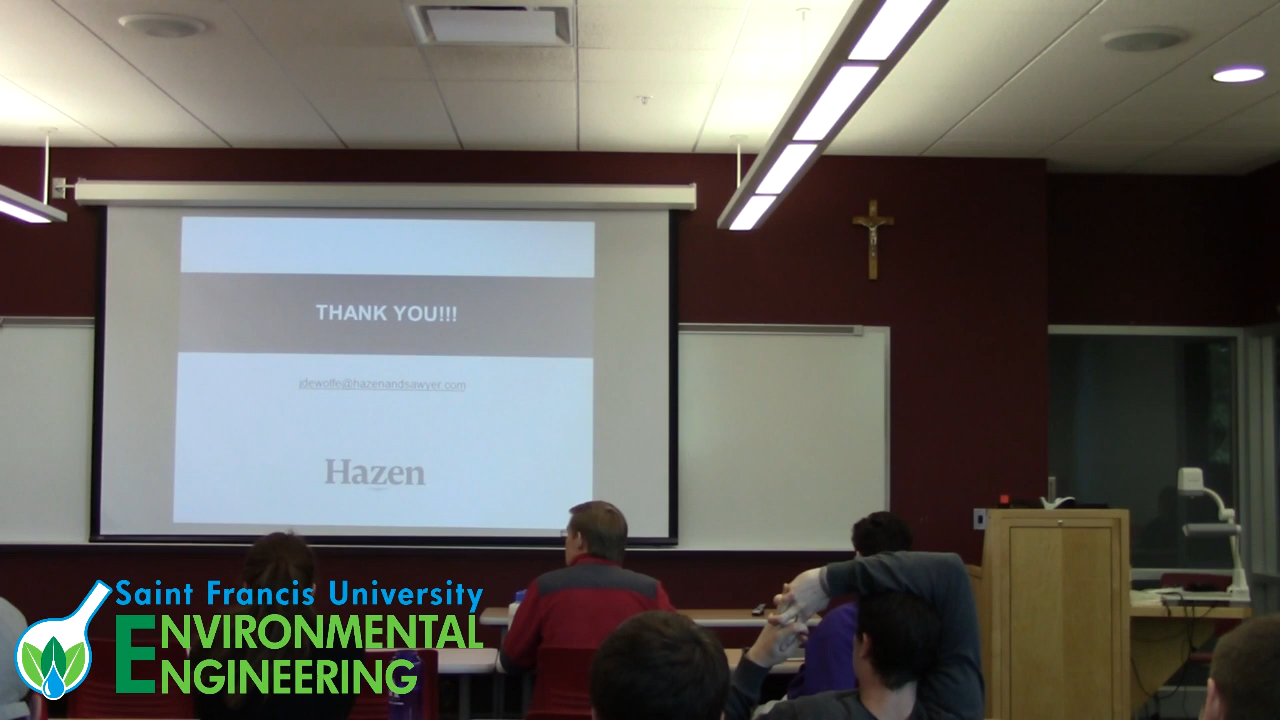 THANK YOU!!!
jdewolfe@hazenandsawyer.com
Hazen
Saint Francis University
ENVIRONMENTAL
ENGINEERING